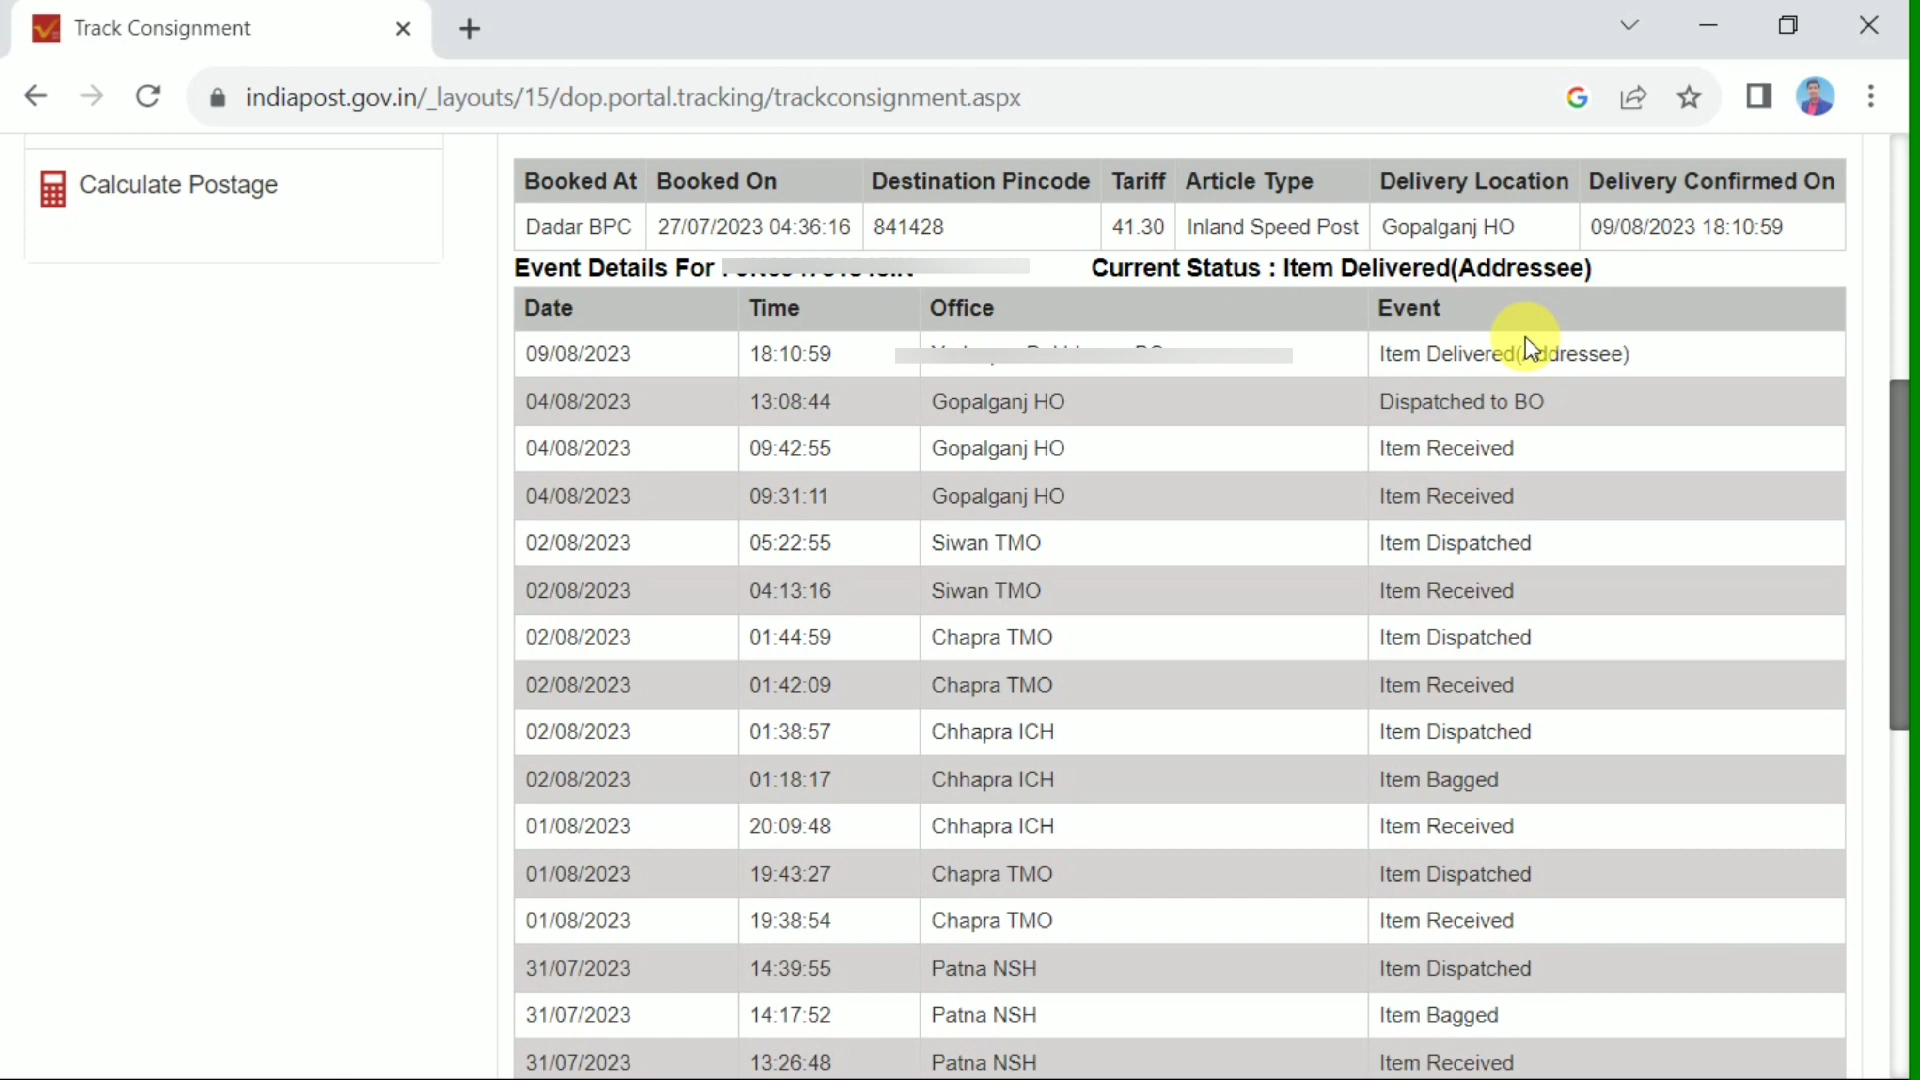 Track Consignment
indiapost.gov.in/_layouts/15/dop.portal.tracking/trackconsignment.aspx
Calculate Postage
Booked At Booked On Destination Pincode Tariff Article Type Delivery Location Delivery Confirmed On
Dadar BPC 27/07/2023 04:36:16 841428 41.30 Inland Speed Post Gopalganj HO 09/08/2023 18:10:59
Event Details For Current Status : Item Delivered(Addressee)
Date Time Office Event
09/08/2023 18:10:59 Item Delivered(Addressee)
04/08/2023 13:08:44 Gopalganj HO Dispatched to BO
04/08/2023 09:42:55 Gopalganj HO Item Received
04/08/2023 09:31:11 Gopalganj HO Item Received
02/08/2023 05:22:55 Siwan TMO Item Dispatched
02/08/2023 04:13:16 Siwan TMO Item Received
02/08/2023 01:44:59 Chapra TMO Item Dispatched
02/08/2023 01:42:09 Chapra TMO Item Received
02/08/2023 01:38:57 Chhapra ICH Item Dispatched
02/08/2023 01:18:17 Chhapra ICH Item Bagged
01/08/2023 20:09:48 Chhapra ICH Item Received
01/08/2023 19:43:27 Chapra TMO Item Dispatched
01/08/2023 19:38:54 Chapra TMO Item Received
31/07/2023 14:39:55 Patna NSH Item Dispatched
31/07/2023 14:17:52 Patna NSH Item Bagged
31/07/2023 13:26:48 Patna NSH Item Received